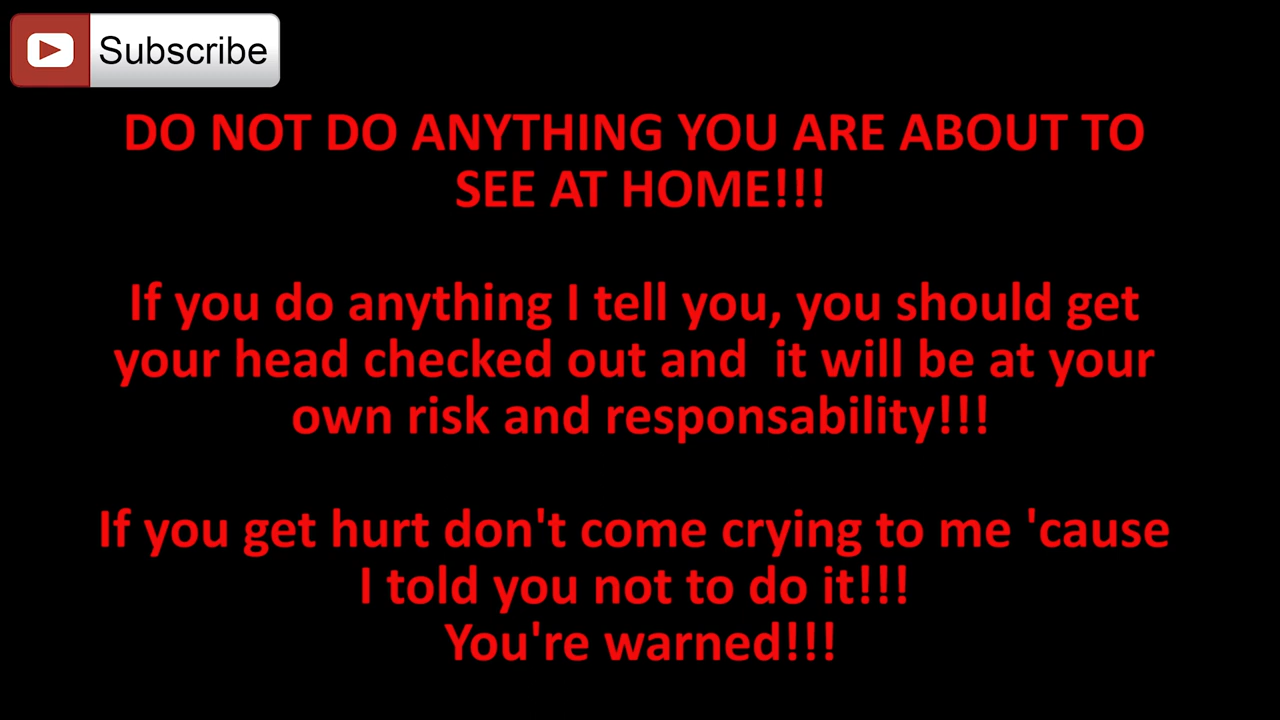 Subscribe
DO NOT DO ANYTHING YOU ARE ABOUT TO
SEE AT HOME!!!
If you do anything I tell you, you should get
your head checked out and  it will be at your
own risk and responsability!!!
If you get hurt don't come crying to me 'cause
I told you not to do it!!!
You're warned!!!